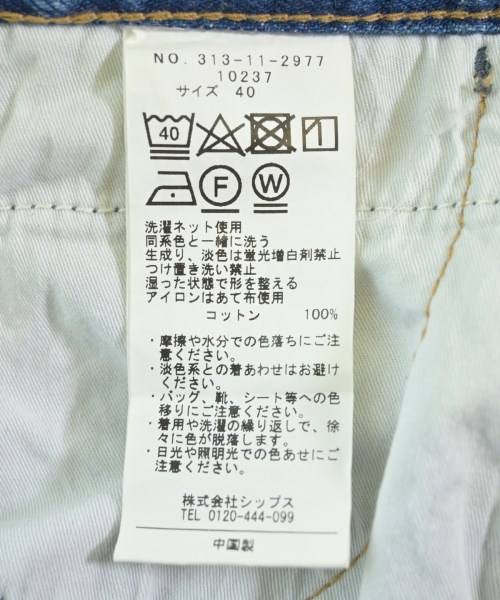 NO. 313-11-2977
10237
サイズ 40
40
F W
洗濯ネット使用
同系色と一緒に洗う
生成り、淡色は蛍光増白剤禁止
つけ置き洗い禁止
湿った状態で形を整える
アイロンはあて布使用
コットン 100%
・摩擦や水分での色落ちにご注
意ください。
・淡色系との着あわせはお避け
ください。
・バッグ、靴、シート等への色
移りにご注意ください。
・着用や洗濯の繰り返しで、徐
々に色が脱落します。
・日光や照明光での色あせにご
注意ください。
株式会社シップス
TEL 0120-444-099
中国製